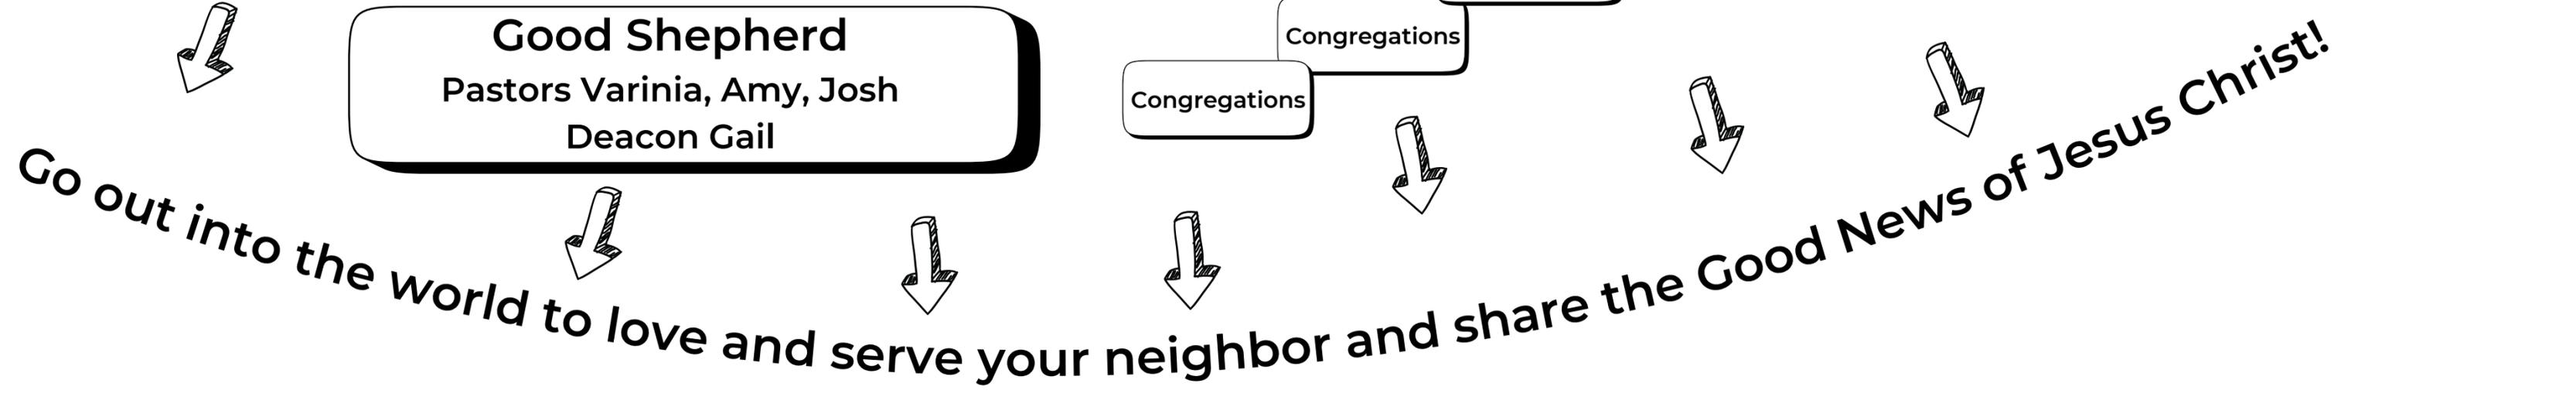 Good Shepherd
Pastors Varinia, Amy, Josh
Deacon Gail
Congregations
Congregations
Go out into the world to love and serve your neighbor and share the Good News of Jesus Christ!